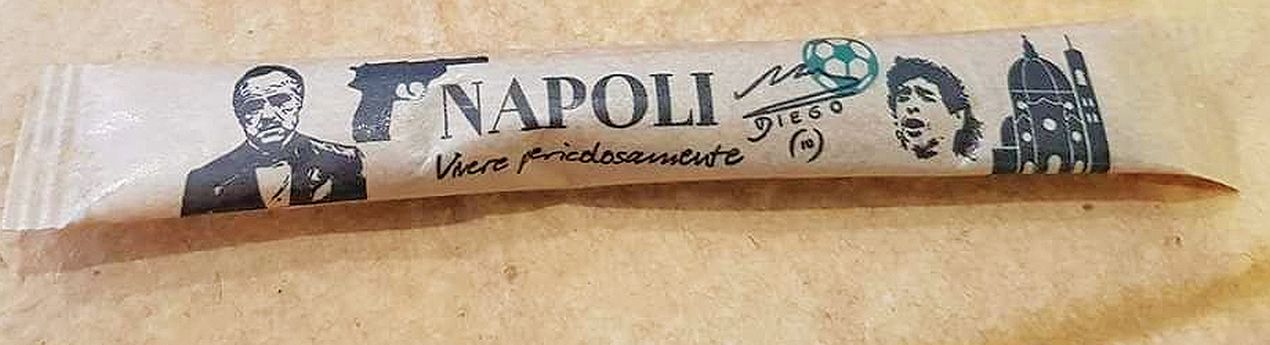 NAPOLI
Vivere pericolosamente
DIEGO
(10)